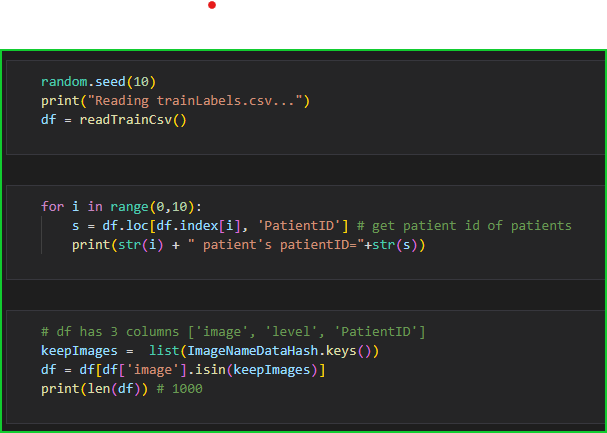 random.seed(10)
print("Reading trainLabels.csv...")
df = readTrainCsv()
for i in range(0,10):
    s = df.loc[df.index[i], 'PatientID'] # get patient id of patients
    print(str(i) + " patient's patientID="+str(s))
# df has 3 columns ['image', 'level', 'PatientID']
keepImages =  list(ImageNameDataHash.keys())
df = df[df['image'].isin(keepImages)]
print(len(df)) # 1000